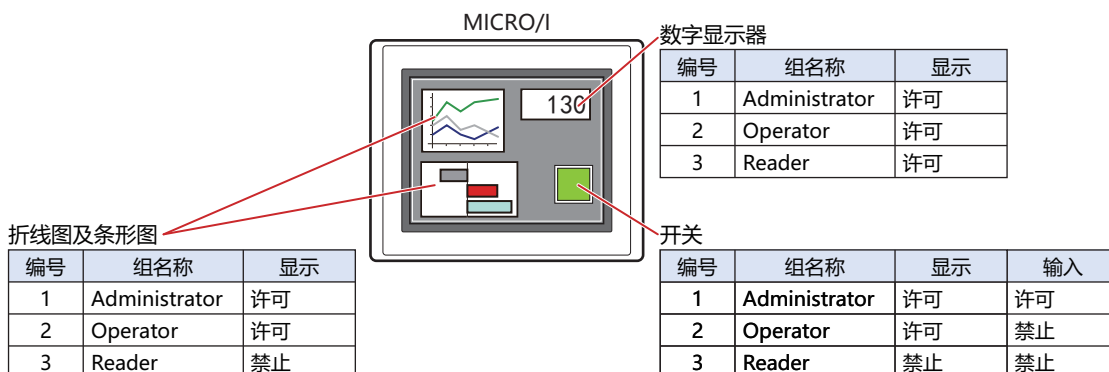 MICRO/I
数字显示器
编号 组名称 显示
1 Administrator 许可
2 Operator 许可
3 Reader 许可
130
折线图及条形图
编号 组名称 显示
1 Administrator 许可
2 Operator 许可
3 Reader 禁止
开关
编号 组名称 显示 输入
1 Administrator 许可 许可
2 Operator 许可 禁止
3 Reader 禁止 禁止